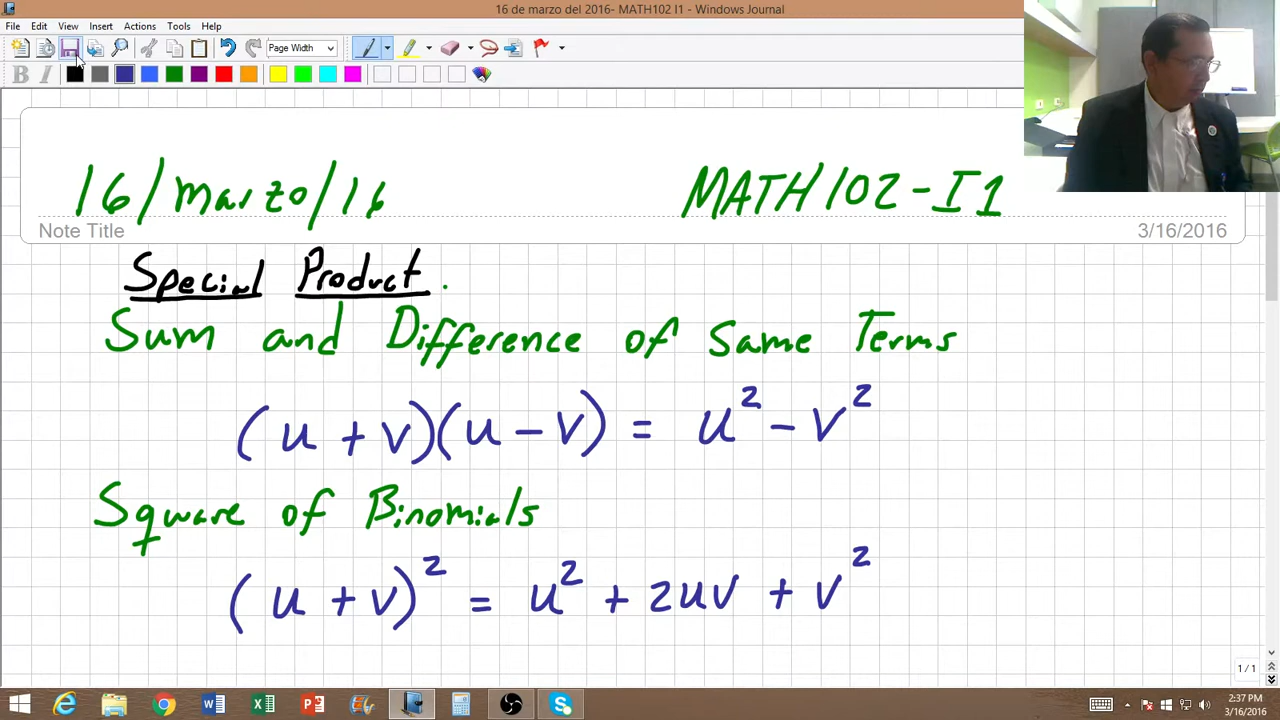 16 de marzo del 2016- MATH102 I1 - Windows Journal
File Edit View Insert Actions Tools Help
Page Width
B I
16/marzo/16 MATH102-I1
Note Title 3/16/2016
Special Product.
Sum and Difference of Same Terms
(u + v)(u - v) = u² - v²
Square of Binomials
(u + v)² = u² + 2uv + v²
1 / 1
2:37 PM
3/16/2016